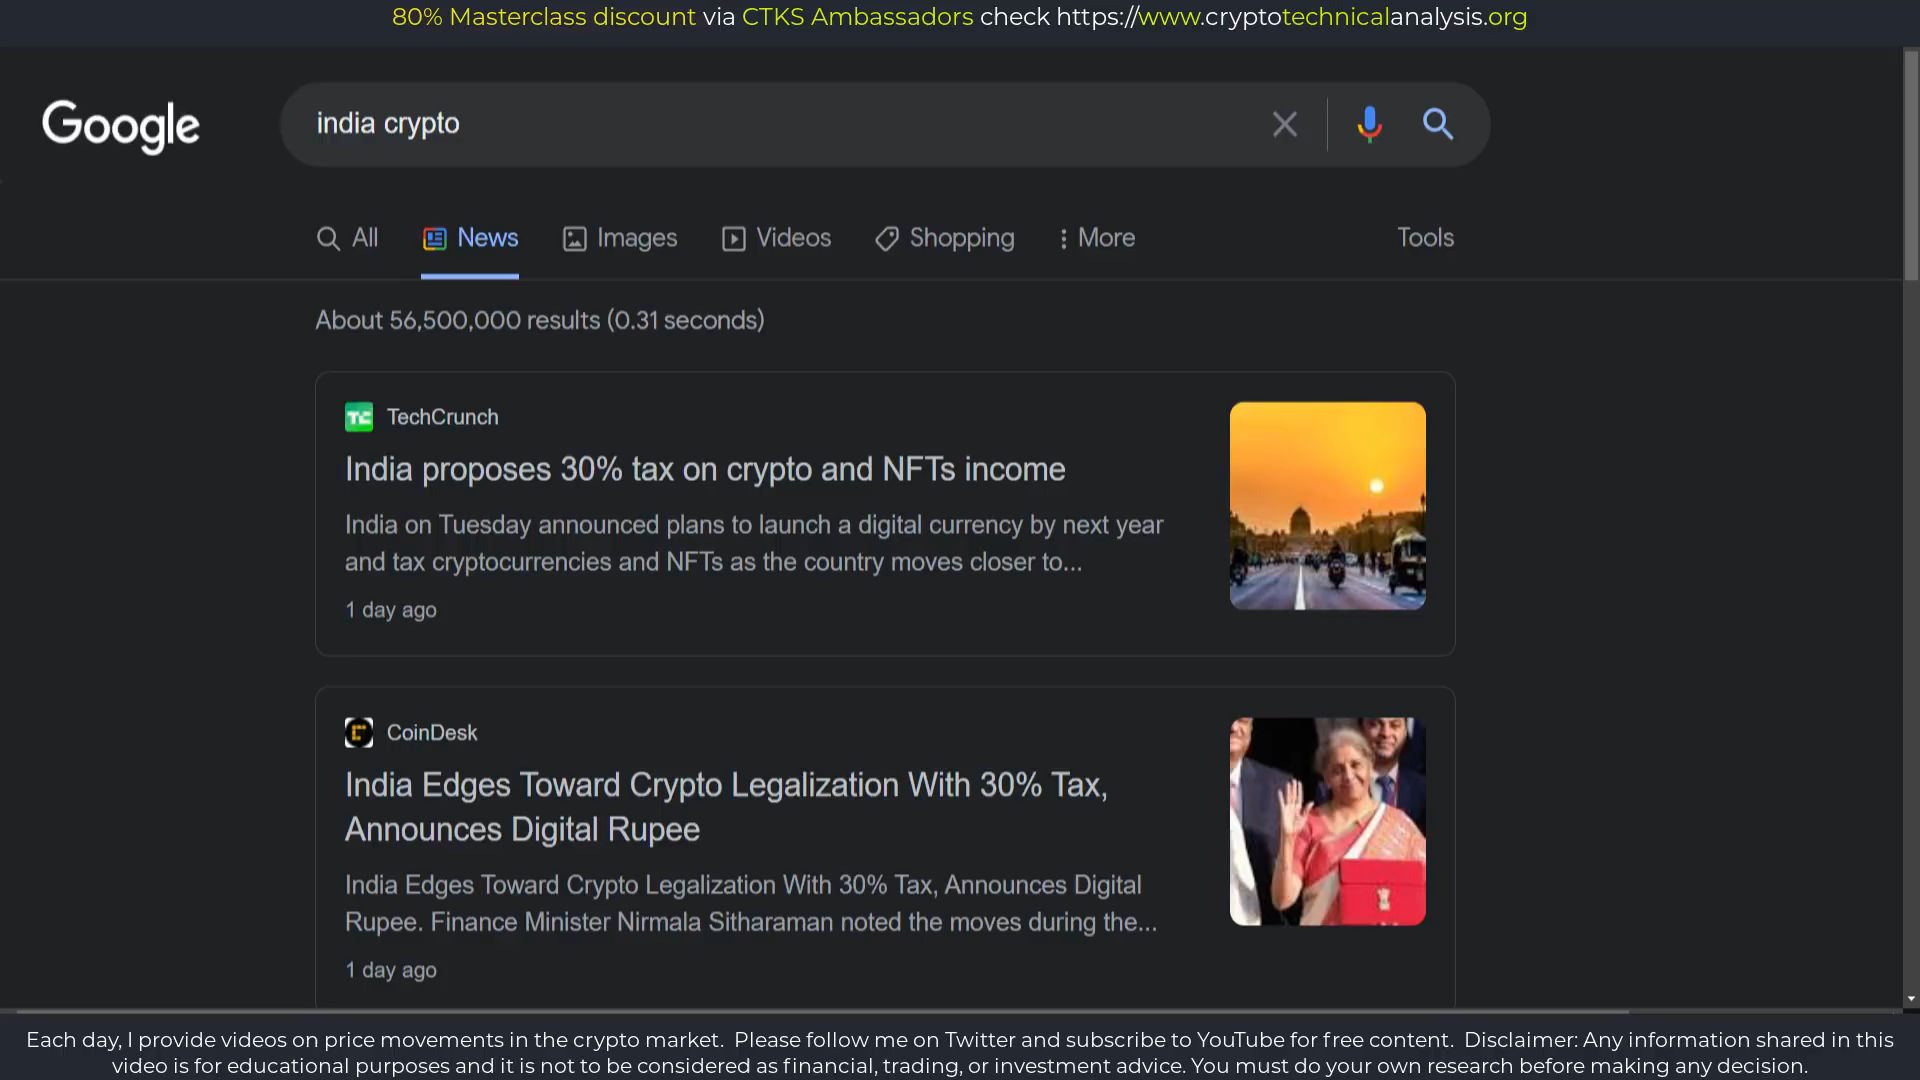 80% Masterclass discount via CTKS Ambassadors check https://www.cryptotechnicalanalysis.org
Google
india crypto
All News Images Videos Shopping More Tools
About 56,500,000 results (0.31 seconds)
TC TechCrunch
India proposes 30% tax on crypto and NFTs income
India on Tuesday announced plans to launch a digital currency by next year
and tax cryptocurrencies and NFTs as the country moves closer to...
1 day ago
CoinDesk
India Edges Toward Crypto Legalization With 30% Tax,
Announces Digital Rupee
India Edges Toward Crypto Legalization With 30% Tax, Announces Digital
Rupee. Finance Minister Nirmala Sitharaman noted the moves during the...
1 day ago
Each day, I provide videos on price movements in the crypto market. Please follow me on Twitter and subscribe to YouTube for free content. Disclaimer: Any information shared in this
video is for educational purposes and it is not to be considered as financial, trading, or investment advice. You must do your own research before making any decision.